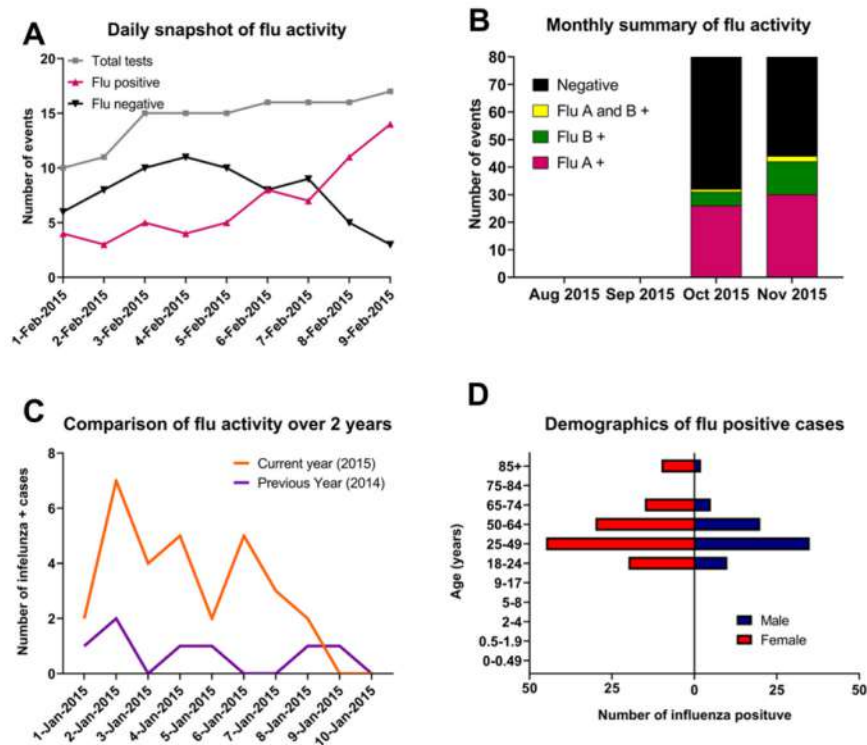 A
Daily snapshot of flu activity
Total tests
Flu positive
Flu negative
Number of events
20
15
10
5
0
1-Feb-2015
2-Feb-2015
3-Feb-2015
4-Feb-2015
5-Feb-2015
6-Feb-2015
7-Feb-2015
8-Feb-2015
9-Feb-2015
B
Monthly summary of flu activity
Negative
Flu A and B +
Flu B +
Flu A +
Number of events
80
70
60
50
40
30
20
10
0
Aug 2015
Sep 2015
Oct 2015
Nov 2015
C
Comparison of flu activity over 2 years
Current year (2015)
Previous Year (2014)
Number of infelunza + cases
8
6
4
2
0
1-Jan-2015
2-Jan-2015
3-Jan-2015
4-Jan-2015
5-Jan-2015
6-Jan-2015
7-Jan-2015
8-Jan-2015
9-Jan-2015
10-Jan-2015
D
Demographics of flu positive cases
Age (years)
85+
75-84
65-74
50-64
25-49
18-24
9-17
5-8
2-4
0.5-1.9
0-0.49
Male
Female
50
25
0
25
50
Number of influenza posituve